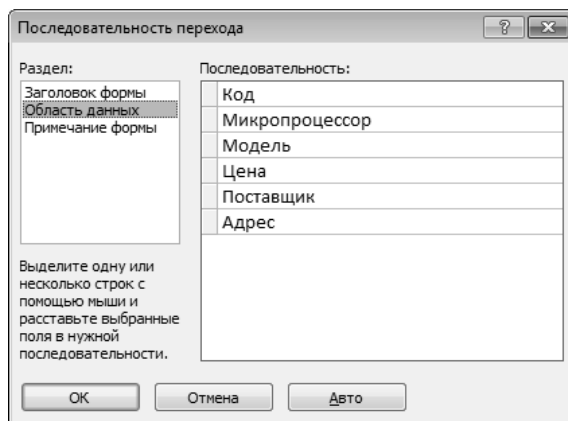 Последовательность перехода
Раздел:
Заголовок формы
Область данных
Примечание формы
Выделите одну или
несколько строк с
помощью мыши и
расставьте выбранные
поля в нужной
последовательности.
Последовательность:
Код
Микропроцессор
Модель
Цена
Поставщик
Адрес
ОК
Отмена
Авто